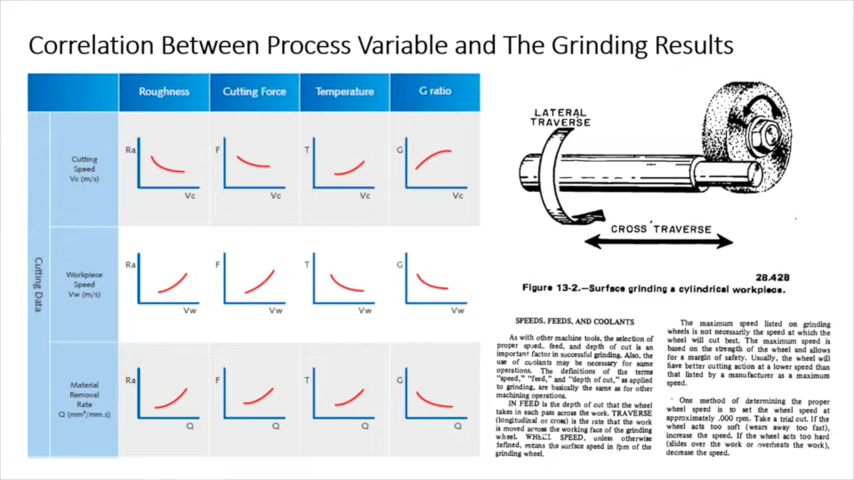 Correlation Between Process Variable and The Grinding Results
Roughness
Cutting Force
Temperature
G ratio
Cutting Data
Cutting
Speed
Vc (m/s)
Ra
Vc
F
Vc
T
Vc
G
Vc
Workpiece
Speed
Vw (m/s)
Ra
Vw
F
Vw
T
Vw
G
Vw
Material
Removal
Rate
Q (mm³/mm.s)
Ra
Q
F
Q
T
Q
G
Q
LATERAL
TRAVERSE
CROSS TRAVERSE
28.428
Figure 13-2.—Surface grinding a cylindrical workpiece.
SPEEDS, FEEDS, AND COOLANTS
As with other machine tools, the selection of
proper speed, feed, and depth of cut is an
important factor in successful grinding. Also, the
use of coolants may be necessary for some
operations. The definitions of the terms
"speed," "feed," and "depth of cut," as applied
to grinding, are basically the same as for other
machining operations.
IN FEED is the depth of cut that the wheel
takes in each pass across the work. TRAVERSE
(longitudinal or cross) is the rate that the work
is moved across the working face of the grinding
wheel. WHEEL SPEED, unless otherwise
defined, means the surface speed in fpm of the
grinding wheel.
The maximum speed listed on grinding
wheels is not necessarily the speed at which the
wheel will cut best. The maximum speed is
based on the strength of the wheel and allows
for a margin of safety. Usually, the wheel will
have better cutting action at a lower speed than
that listed by a manufacturer as a maximum
speed.
One method of determining the proper
wheel speed is to set the wheel speed at
approximately .000 rpm. Take a trial cut. If the
wheel acts too soft (wears away too fast),
increase the speed. If the wheel acts too hard
(slides over the work or overheats the work),
decrease the speed.